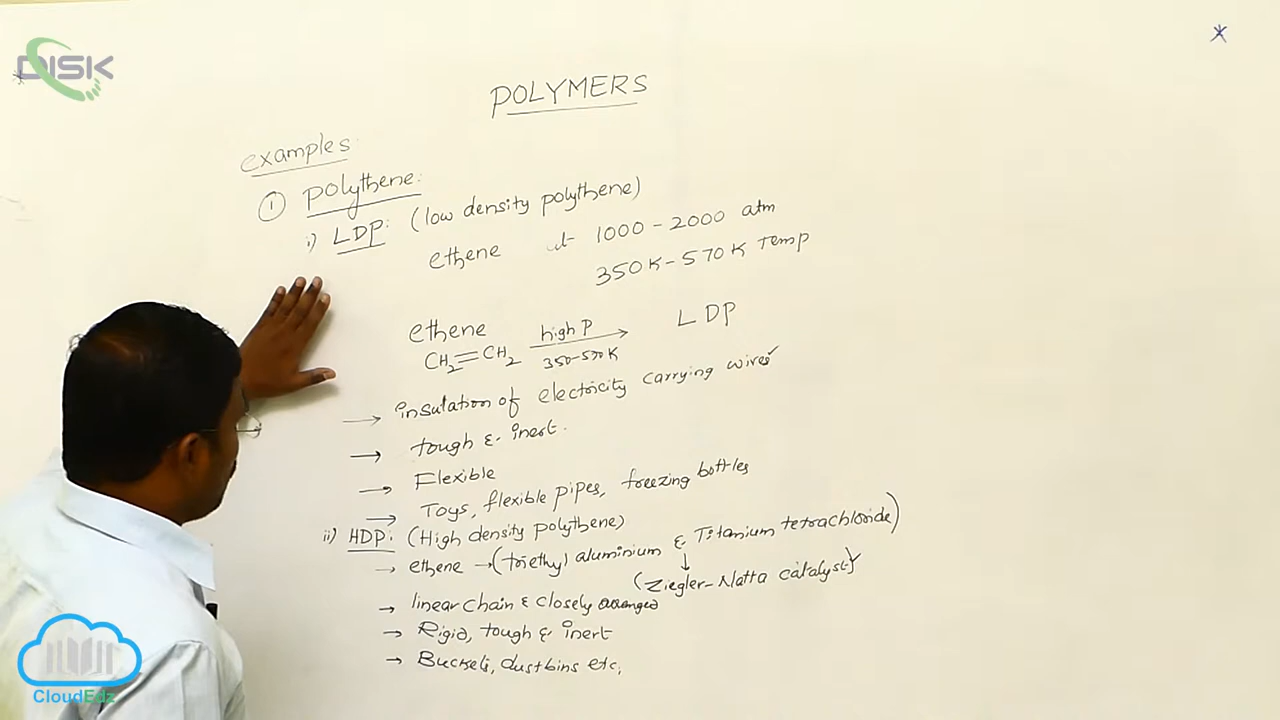 DISK
POLYMERS
examples:
① polythene:
i) LDP: (low density polythene)
ethene at 1000 - 2000 atm
350K - 570K Temp
ethene
CH₂=CH₂ high P 350-570K → LDP
→ insulation of electricity carrying wires
→ tough & inert.
→ Flexible
→ Toys, flexible pipes, freezing bottles
ii) HDP: (High density polythene)
→ ethene → (triethyl aluminium & Titanium tetrachloride)
↓ (Ziegler-Natta catalyst)
→ linear chain & closely arranged
→ Rigid, tough & inert
→ Buckets, dustbins etc,
CloudEdz